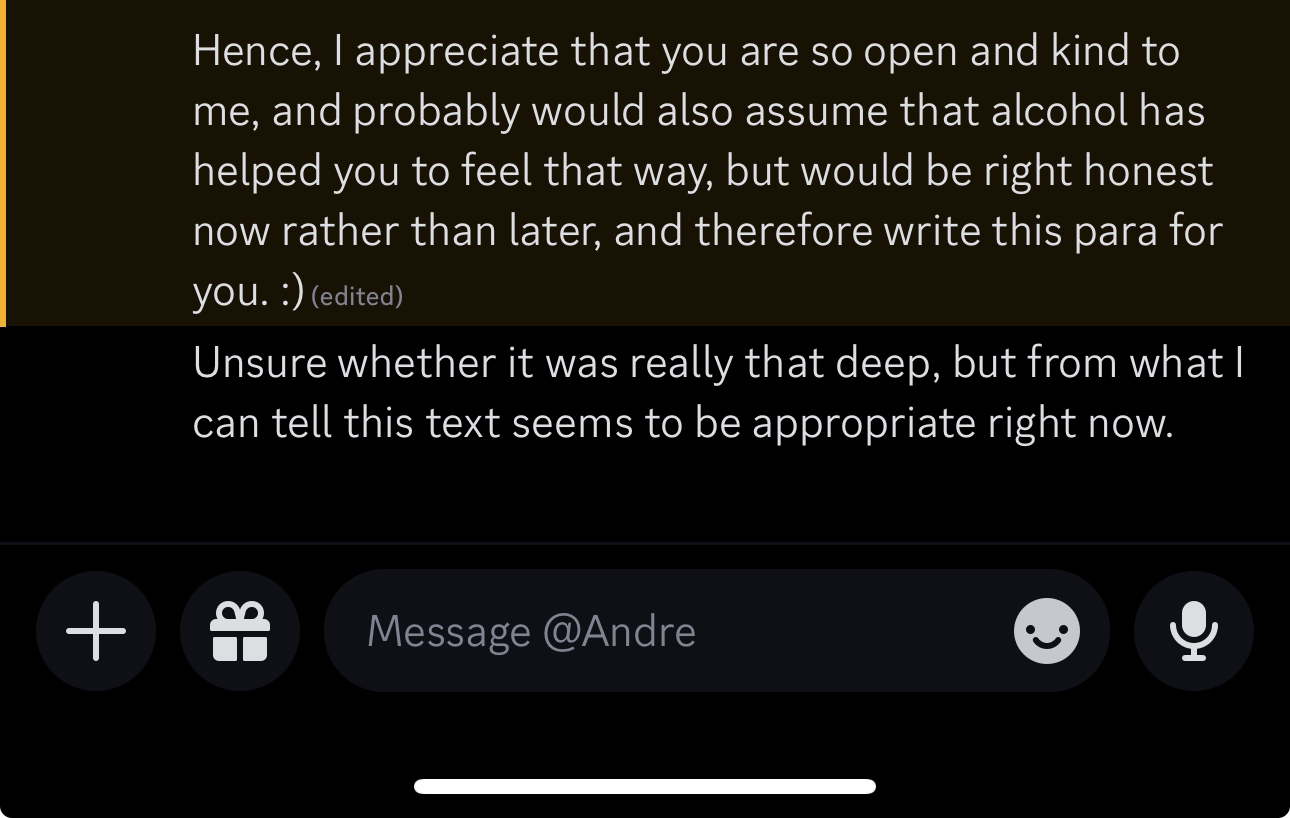 Hence, I appreciate that you are so open and kind to
me, and probably would also assume that alcohol has
helped you to feel that way, but would be right honest
now rather than later, and therefore write this para for
you. :) (edited)
Unsure whether it was really that deep, but from what I
can tell this text seems to be appropriate right now.
Message @Andre